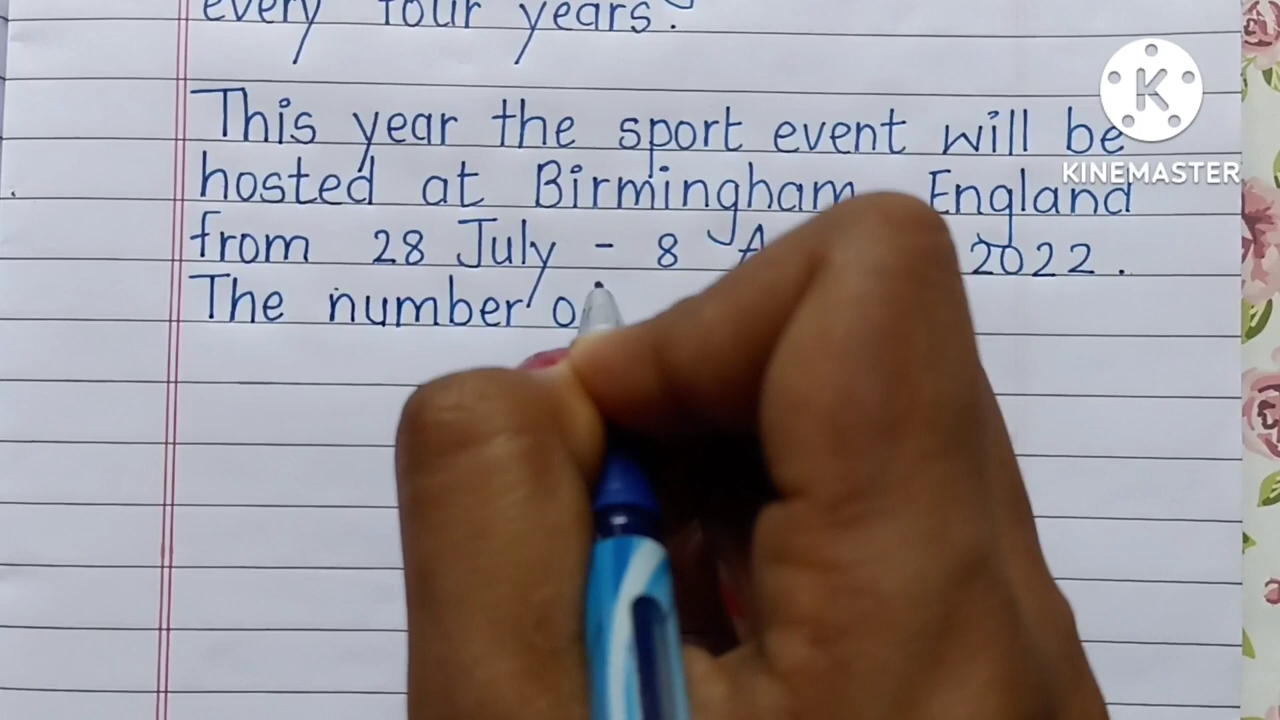 every four years.
This year the sport event will be
hosted at Birmingham, England
from 28 July - 8 2022.
The number
K
KINEMASTER